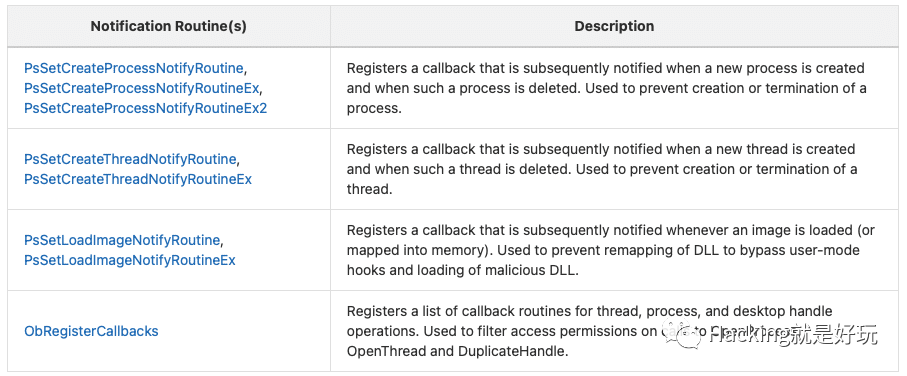 Notification Routine(s)
Description
PsSetCreateProcessNotifyRoutine,
PsSetCreateProcessNotifyRoutineEx,
PsSetCreateProcessNotifyRoutineEx2
Registers a callback that is subsequently notified when a new process is created
and when such a process is deleted. Used to prevent creation or termination of a
process.
PsSetCreateThreadNotifyRoutine,
PsSetCreateThreadNotifyRoutineEx
Registers a callback that is subsequently notified when a new thread is created
and when such a thread is deleted. Used to prevent creation or termination of a
thread.
PsSetLoadImageNotifyRoutine,
PsSetLoadImageNotifyRoutineEx
Registers a callback that is subsequently notified whenever an image is loaded (or
mapped into memory). Used to prevent remapping of DLL to bypass user-mode
hooks and loading of malicious DLL.
ObRegisterCallbacks
Registers a list of callback routines for thread, process, and desktop handle
operations. Used to filter access permissions on
OpenThread and DuplicateHandle.
Hacking就是好玩